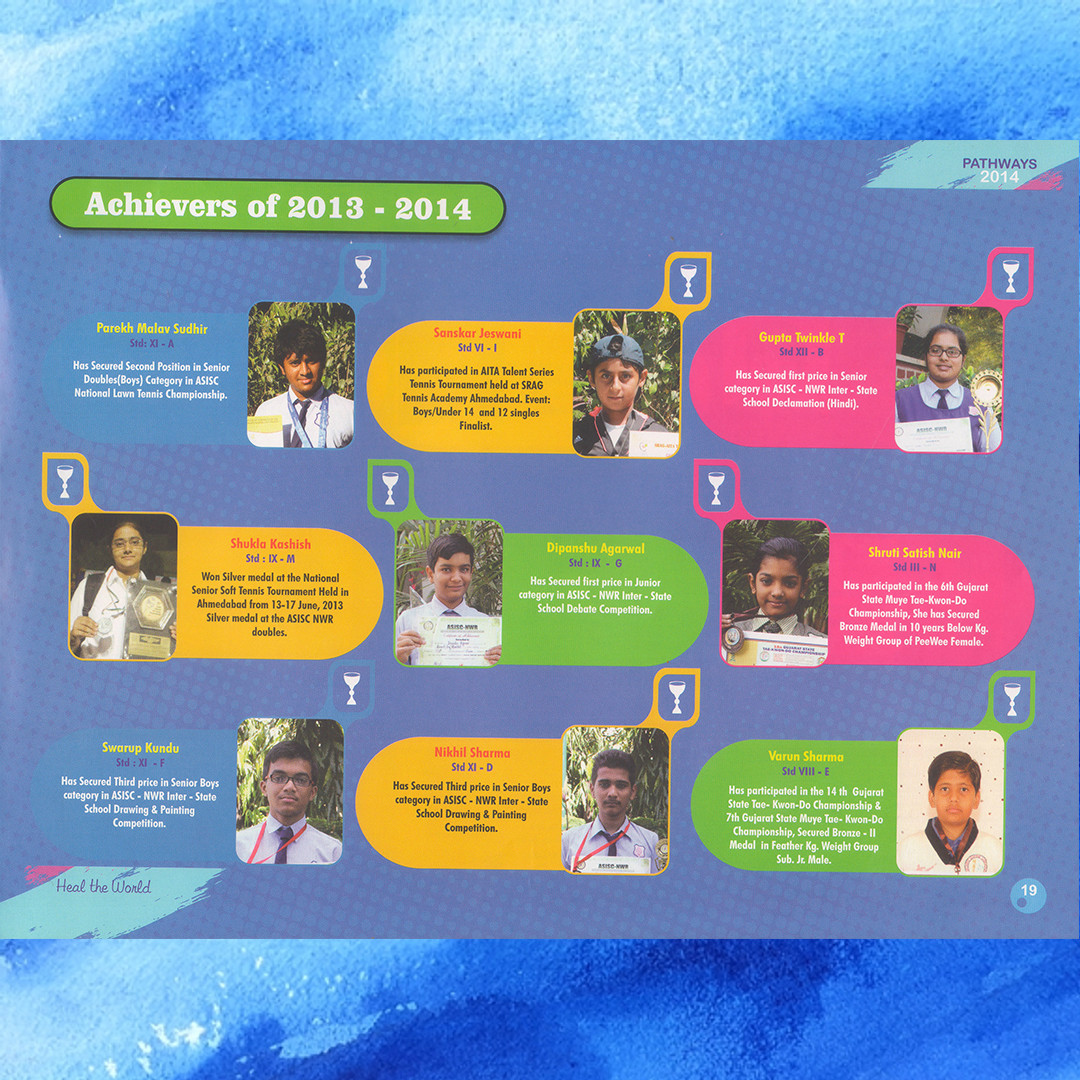 PATHWAYS
2014
Achievers of 2013 - 2014
Parekh Malav Sudhir
Std: XI - A
Has Secured Second Position in Senior
Doubles(Boys) Category in ASISC
National Lawn Tennis Championship.
Sanskar Jeswani
Std VI - I
Has participated in AITA Talent Series
Tennis Tournament held at SRAG
Tennis Academy Ahmedabad. Event:
Boys/Under 14 and 12 singles
Finalist.
Gupta Twinkle T
Std XII - B
Has Secured first price in Senior
category in ASISC - NWR Inter - State
School Declamation (Hindi).
ASISC-NWR
Shukla Kashish
Std : IX - M
Won Silver medal at the National
Senior Soft Tennis Tournament Held in
Ahmedabad from 13-17 June, 2013
Silver medal at the ASISC NWR
doubles.
ASISC-NWR
Dipanshu Agarwal
Std : IX - G
Has Secured first price in Junior
category in ASISC - NWR Inter - State
School Debate Competition.
GUJARAT STATE
TAE-KWON-DO CHAMPIONSHIP
Shruti Satish Nair
Std III - N
Has participated in the 6th Gujarat
State Muye Tae-Kwon-Do
Championship, She has Secured
Bronze Medal in 10 years Below Kg.
Weight Group of PeeWee Female.
Swarup Kundu
Std : XI - F
Has Secured Third price in Senior Boys
category in ASISC - NWR Inter - State
School Drawing & Painting
Competition.
Nikhil Sharma
Std XI - D
Has Secured Third price in Senior Boys
category in ASISC - NWR Inter - State
School Drawing & Painting
Competition.
ASISC-NWR
Varun Sharma
Std VIII - E
Has participated in the 14 th Gujarat
State Tae- Kwon-Do Championship &
7th Gujarat State Muye Tae- Kwon-Do
Championship, Secured Bronze - II
Medal in Feather Kg. Weight Group
Sub. Jr. Male.
Heal the World
19